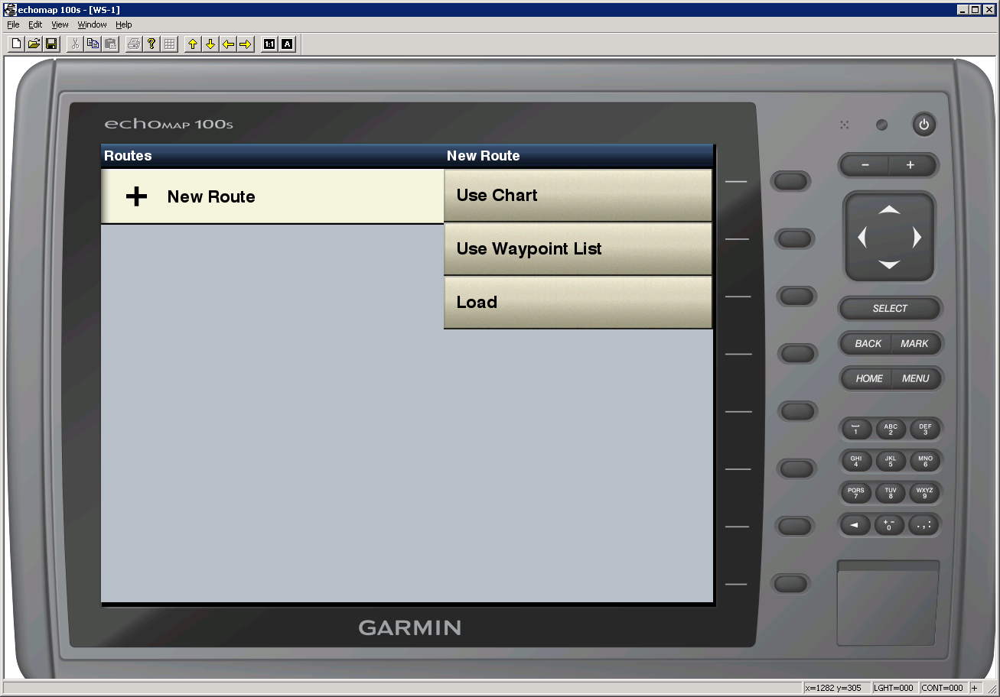 echomap 100s - [WS-1]
File Edit View Window Help
1:1 A
echoMAP 100s
Routes New Route
New Route
Use Chart
Use Waypoint List
Load
- +
SELECT
BACK MARK
HOME MENU
1 ABC 2 DEF 3
GHI 4 JKL 5 MNO 6
PQRS 7 TUV 8 WXYZ 9
+ - 0 . , :
GARMIN
x=1282 y=305 LGHT=000 CONT=000 +